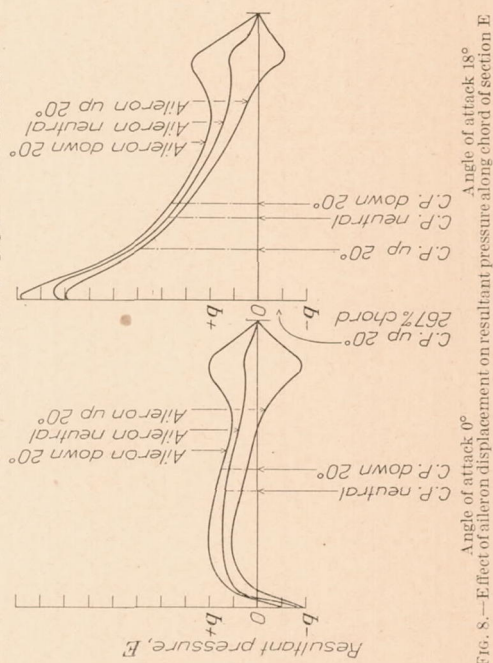 Resultant pressure, E
b-
0
b+
C.P. neutral
C.P. down 20°
Aileron down 20°
Aileron neutral
Aileron up 20°
C.P. up 20°
267% chord
b-
0
b+
C.P. up 20°
C.P. neutral
C.P. down 20°
Aileron down 20°
Aileron neutral
Aileron up 20°
Angle of attack 0°
Angle of attack 18°
FIG. 8.—Effect of aileron displacement on resultant pressure along chord of section E